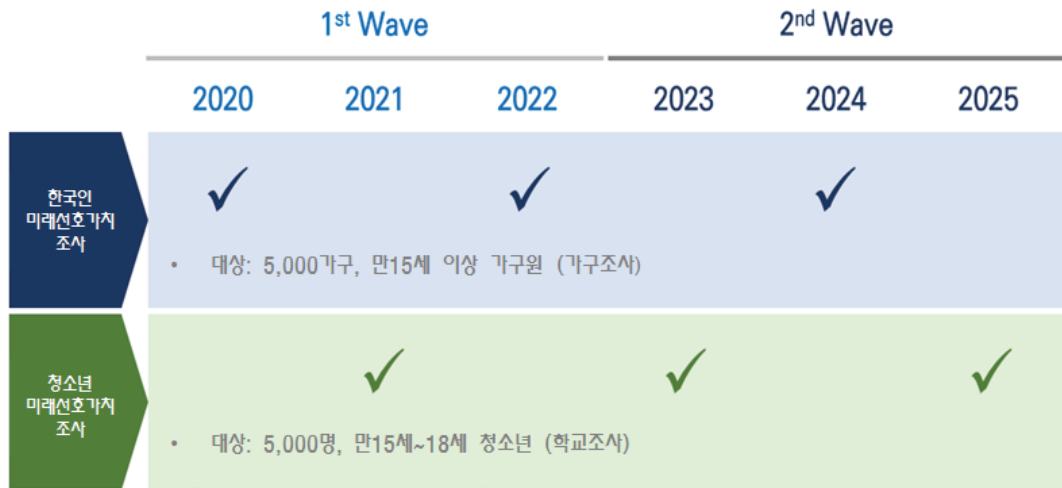 1st Wave 2nd Wave
2020 2021 2022 2023 2024 2025
한국인
미래선호가치
조사
• 대상: 5,000가구, 만15세 이상 가구원 (가구조사)
청소년
미래선호가치
조사
• 대상: 5,000명, 만15세~18세 청소년 (학교조사)